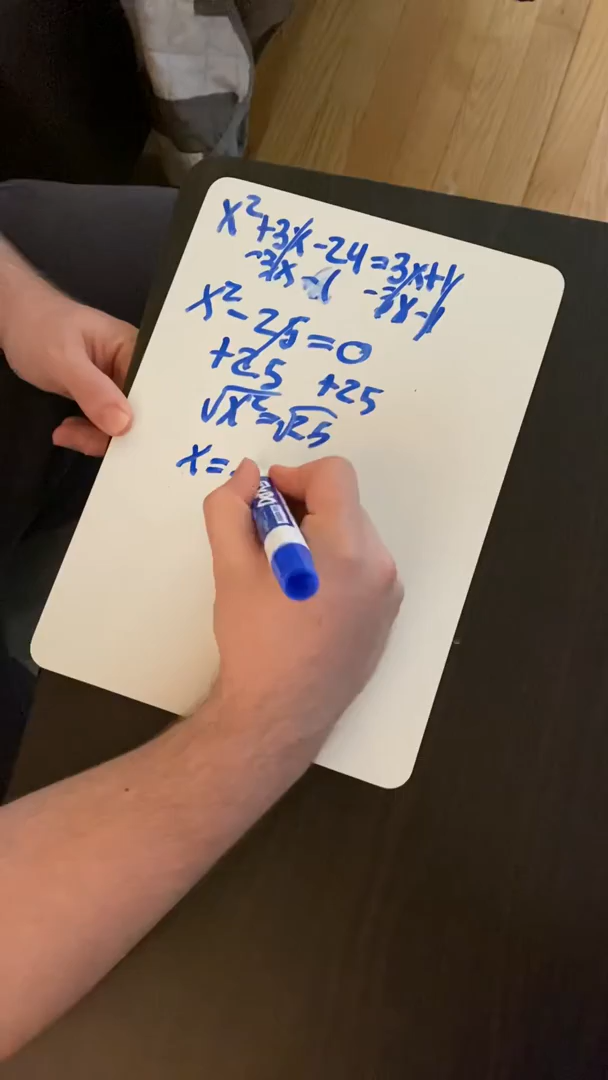 x²+3x-24=3x+1
-3x -1 -3x-1
x²-25=0
+25 +25
√x²=√25
x=